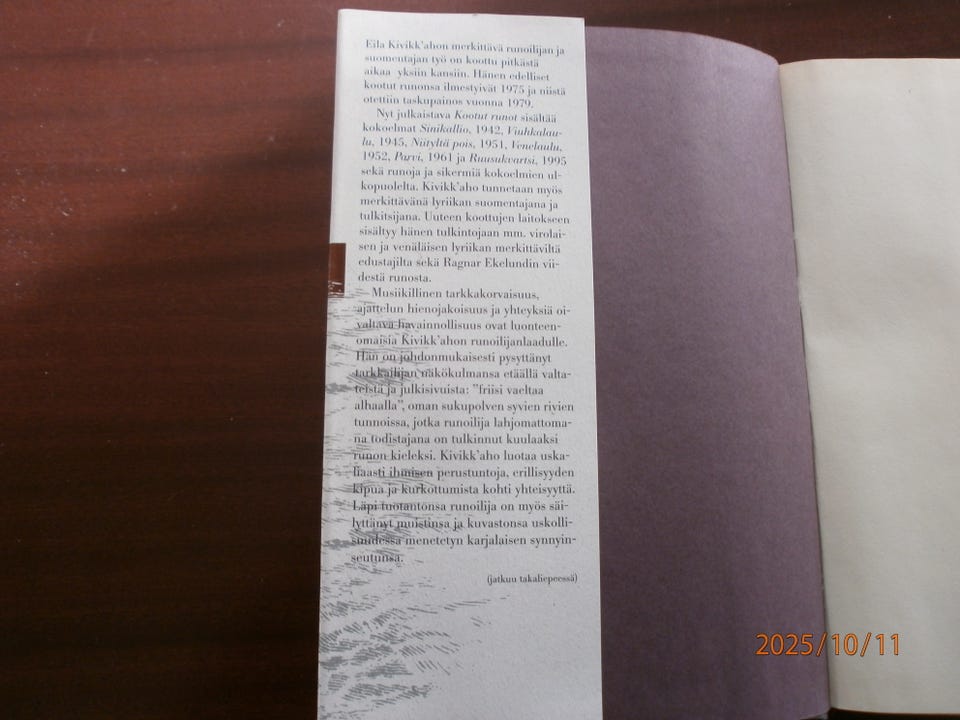 Eila Kivikk'ahon merkittävä runoilijan ja
suomentajan työ on koottu pitkästä
aikaa yksiin kansiin. Hänen edelliset
kootut runonsa ilmestyivät 1975 ja niistä
otettiin taskupainos vuonna 1979.
Nyt julkaistava Kootut runot sisältää
kokoelmat Sinikallio, 1942, Viuhkalau-
lu, 1945, Niityltä pois, 1951, Venelaulu,
1952, Parvi, 1961 ja Ruusukvartsi, 1995
sekä runoja ja sikermiä kokoelmien ul-
kopuolelta. Kivikk'aho tunnetaan myös
merkittävänä lyriikan suomentajana ja
tulkitsijana. Uuteen koottujen laitokseen
sisältyy hänen tulkintojaan mm. virolai-
sen ja venäläisen lyriikan merkittäviltä
edustajilta sekä Ragnar Ekelundin vii-
destä runosta.
Musiikillinen tarkkakorvaisuus,
ajattelun hienojakoisuus ja yhteyksiä oi-
valtava havainnollisuus ovat luonteen-
omaisia Kivikk'ahon runoilijanlaadulle.
Hän on johdonmukaisesti pysyttänyt
tarkkailijan näkökulmansa etäällä valta-
teistä ja julkisivuista: ”friisi vaeltaa
alhaalla”, oman sukupolven syvien rivien
tunnoissa, jotka runoilija lahjomattoma-
na todistajana on tulkinnut kuulaaksi
runon kieleksi. Kivikk'aho luotaa uska-
liaasti ihmisen perustuntoja, erillisyyden
kipua ja kurkottumista kohti yhteisyyttä.
Läpi tuotantonsa runoilija on myös säi-
lyttänyt muistinsa ja kuvastonsa uskolli-
suudessa menetetyn karjalaisen synnyin-
seutunsa.
(jatkuu takaliepeessä)
2025/10/11